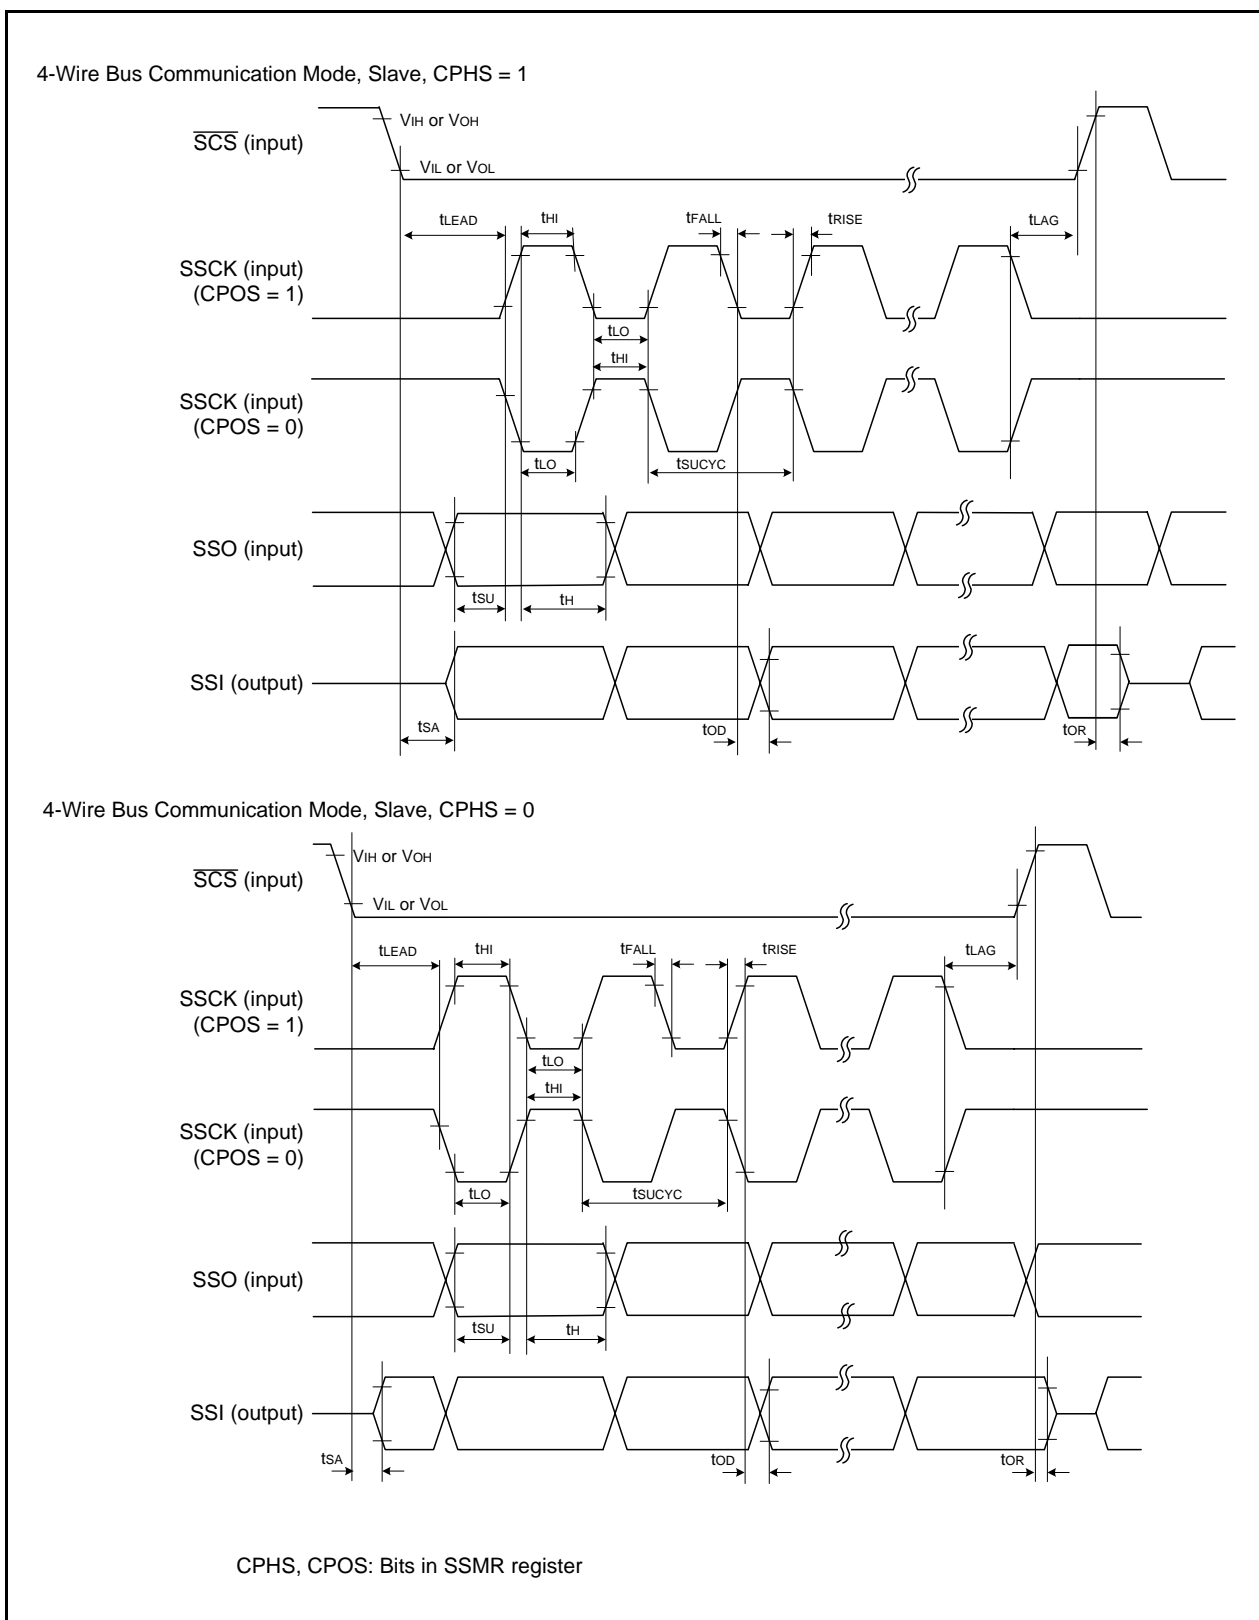 4-Wire Bus Communication Mode, Slave, CPHS = 1
SCS (input)
VIH or VOH
VIL or VOL
tLEAD
tHI
tFALL
tRISE
tLAG
SSCK (input)
(CPOS = 1)
tLO
tHI
SSCK (input)
(CPOS = 0)
tLO
tSUCYC
SSO (input)
tSU
tH
SSI (output)
tSA
tOD
tOR
4-Wire Bus Communication Mode, Slave, CPHS = 0
VIH or VOH
SCS (input)
VIL or VOL
tLEAD
tHI
tFALL
tRISE
tLAG
SSCK (input)
(CPOS = 1)
tLO
tHI
SSCK (input)
(CPOS = 0)
tLO
tSUCYC
SSO (input)
tSU
tH
SSI (output)
tSA
tOD
tOR
CPHS, CPOS: Bits in SSMR register